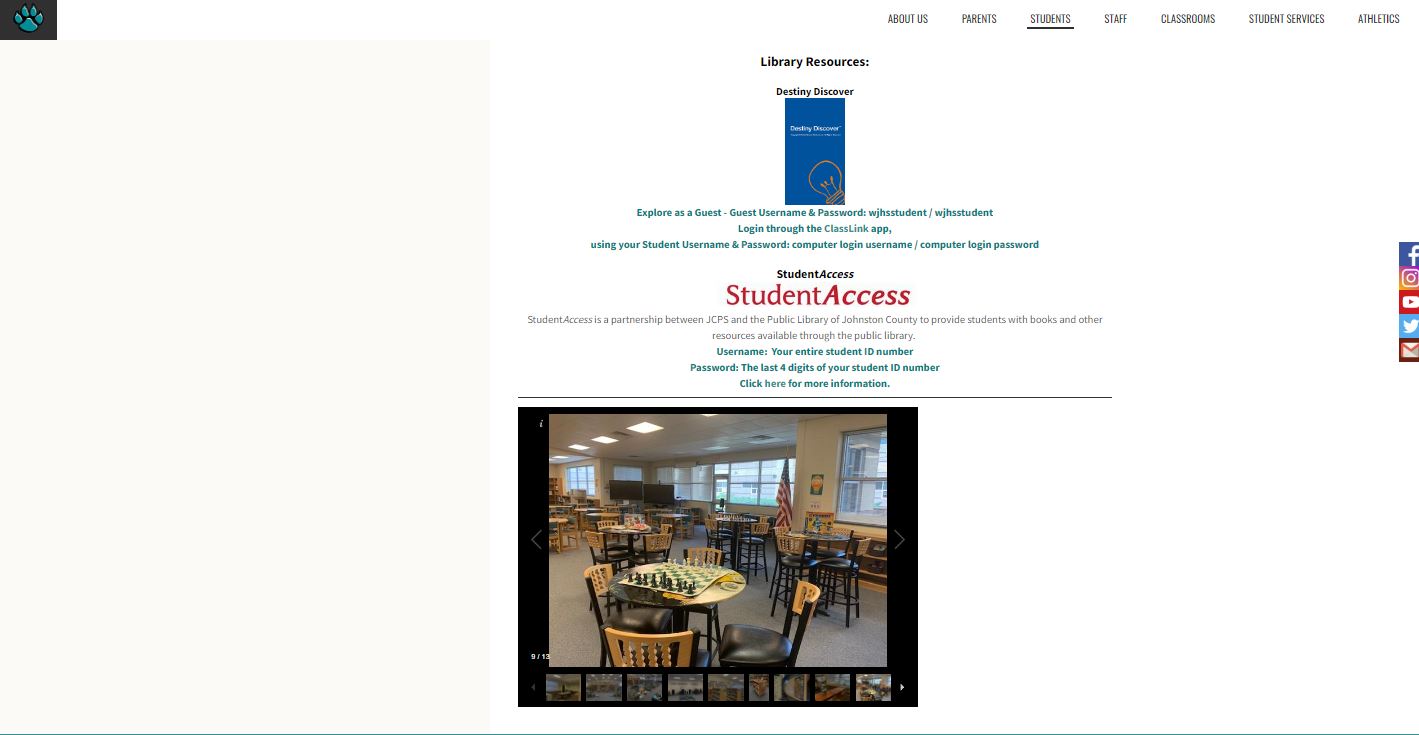 ABOUT US PARENTS STUDENTS STAFF CLASSROOMS STUDENT SERVICES ATHLETICS
Library Resources:
Destiny Discover
Destiny Discover
Explore as a Guest - Guest Username & Password: wjhsstudent / wjhsstudent
Login through the ClassLink app,
using your Student Username & Password: computer login username / computer login password
StudentAccess
StudentAccess
StudentAccess is a partnership between JCPS and the Public Library of Johnston County to provide students with books and other
resources available through the public library.
Username: Your entire student ID number
Password: The last 4 digits of your student ID number
Click here for more information.
i
9 / 13